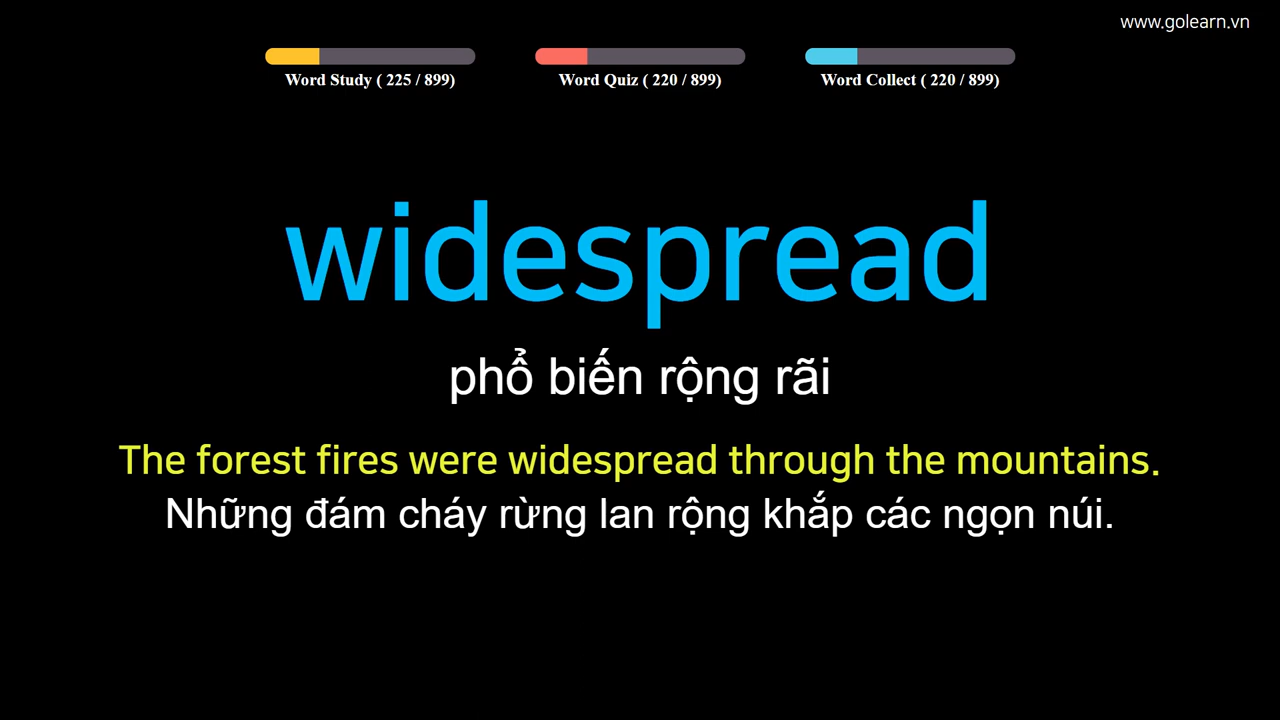 www.golearn.vn
Word Study ( 225 / 899)
Word Quiz ( 220 / 899)
Word Collect ( 220 / 899)
widespread
phổ biến rộng rãi
The forest fires were widespread through the mountains.
Những đám cháy rừng lan rộng khắp các ngọn núi.